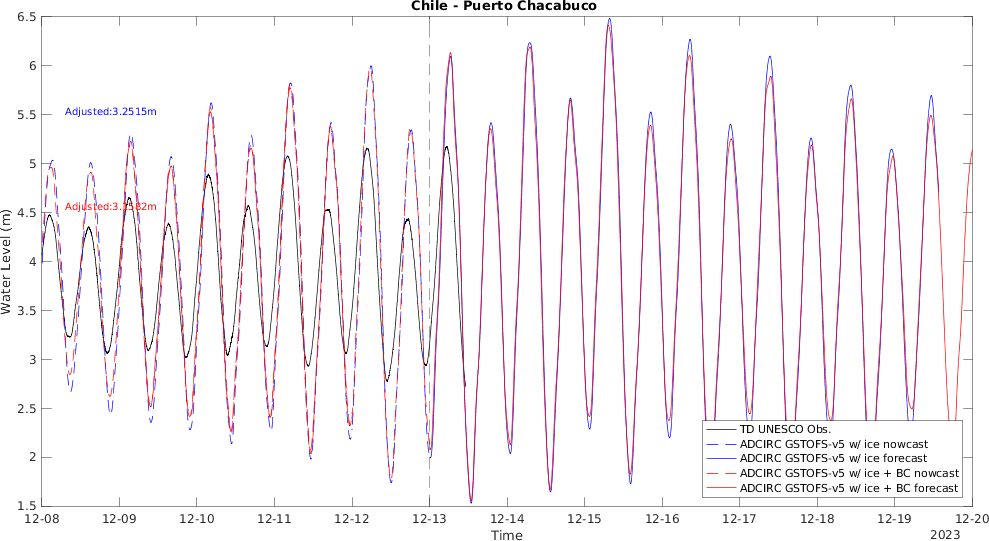 Chile - Puerto Chacabuco
6.5
6
5.5
5
4.5
4
3.5
3
2.5
2
1.5
Water Level (m)
Adjusted:3.2515m
12-08
12-09
12-10
12-11
12-12
12-13
12-14
12-15
12-16
12-17
12-18
12-19
12-20
Time
2023
TD UNESCO Obs.
ADCIRC GSTOFS-v5 w/ ice nowcast
ADCIRC GSTOFS-v5 w/ ice forecast
ADCIRC GSTOFS-v5 w/ ice + BC nowcast
ADCIRC GSTOFS-v5 w/ ice + BC forecast